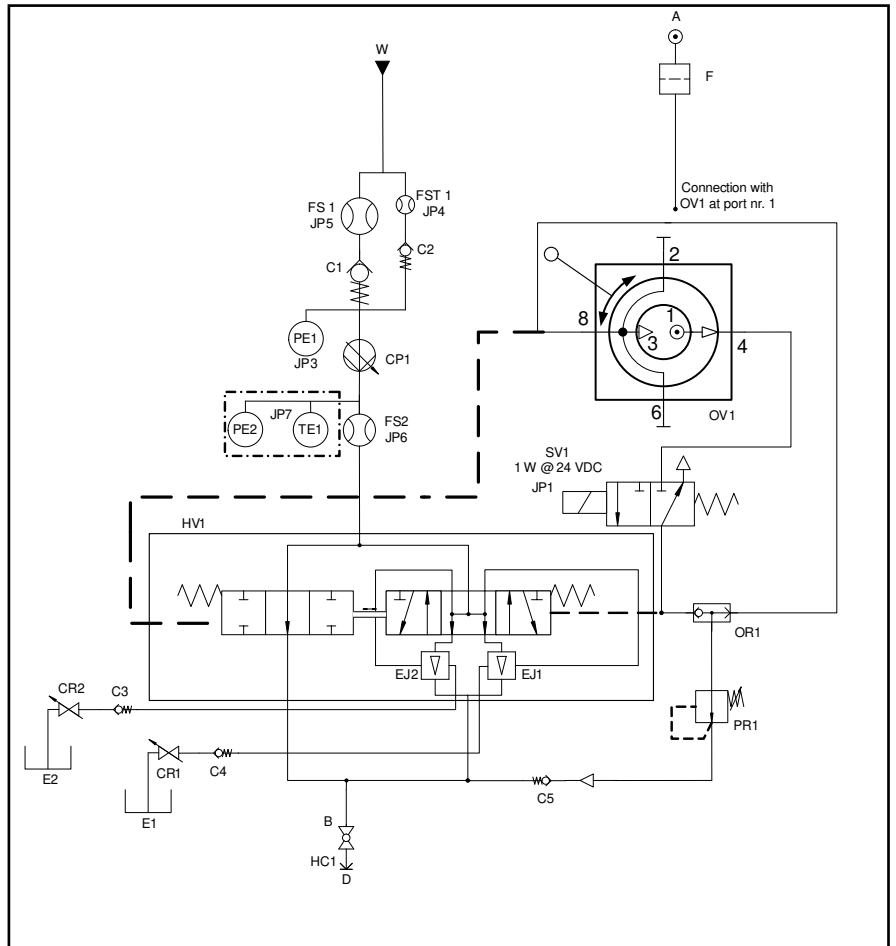 A
W
F
Connection with
OV1 at port nr. 1
FS 1
JP5
FST 1
JP4
C1
C2
2
8
1
3
4
6
OV1
PE1
JP3
CP1
JP7
PE2
TE1
FS2
JP6
SV1
1 W @ 24 VDC
JP1
HV1
OR1
EJ2
EJ1
CR2
C3
PR1
E2
CR1
C4
C5
E1
B
HC1
D